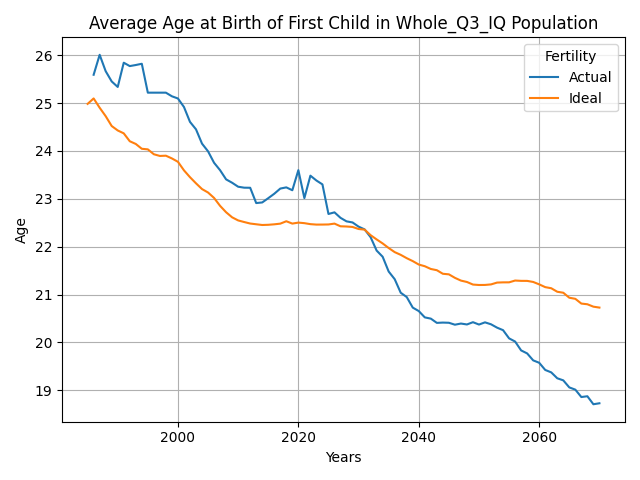 Average Age at Birth of First Child in Whole_Q3_IQ Population
Fertility
Actual
Ideal
26
25
24
23
22
21
20
19
Age
2000
2020
2040
2060
Years